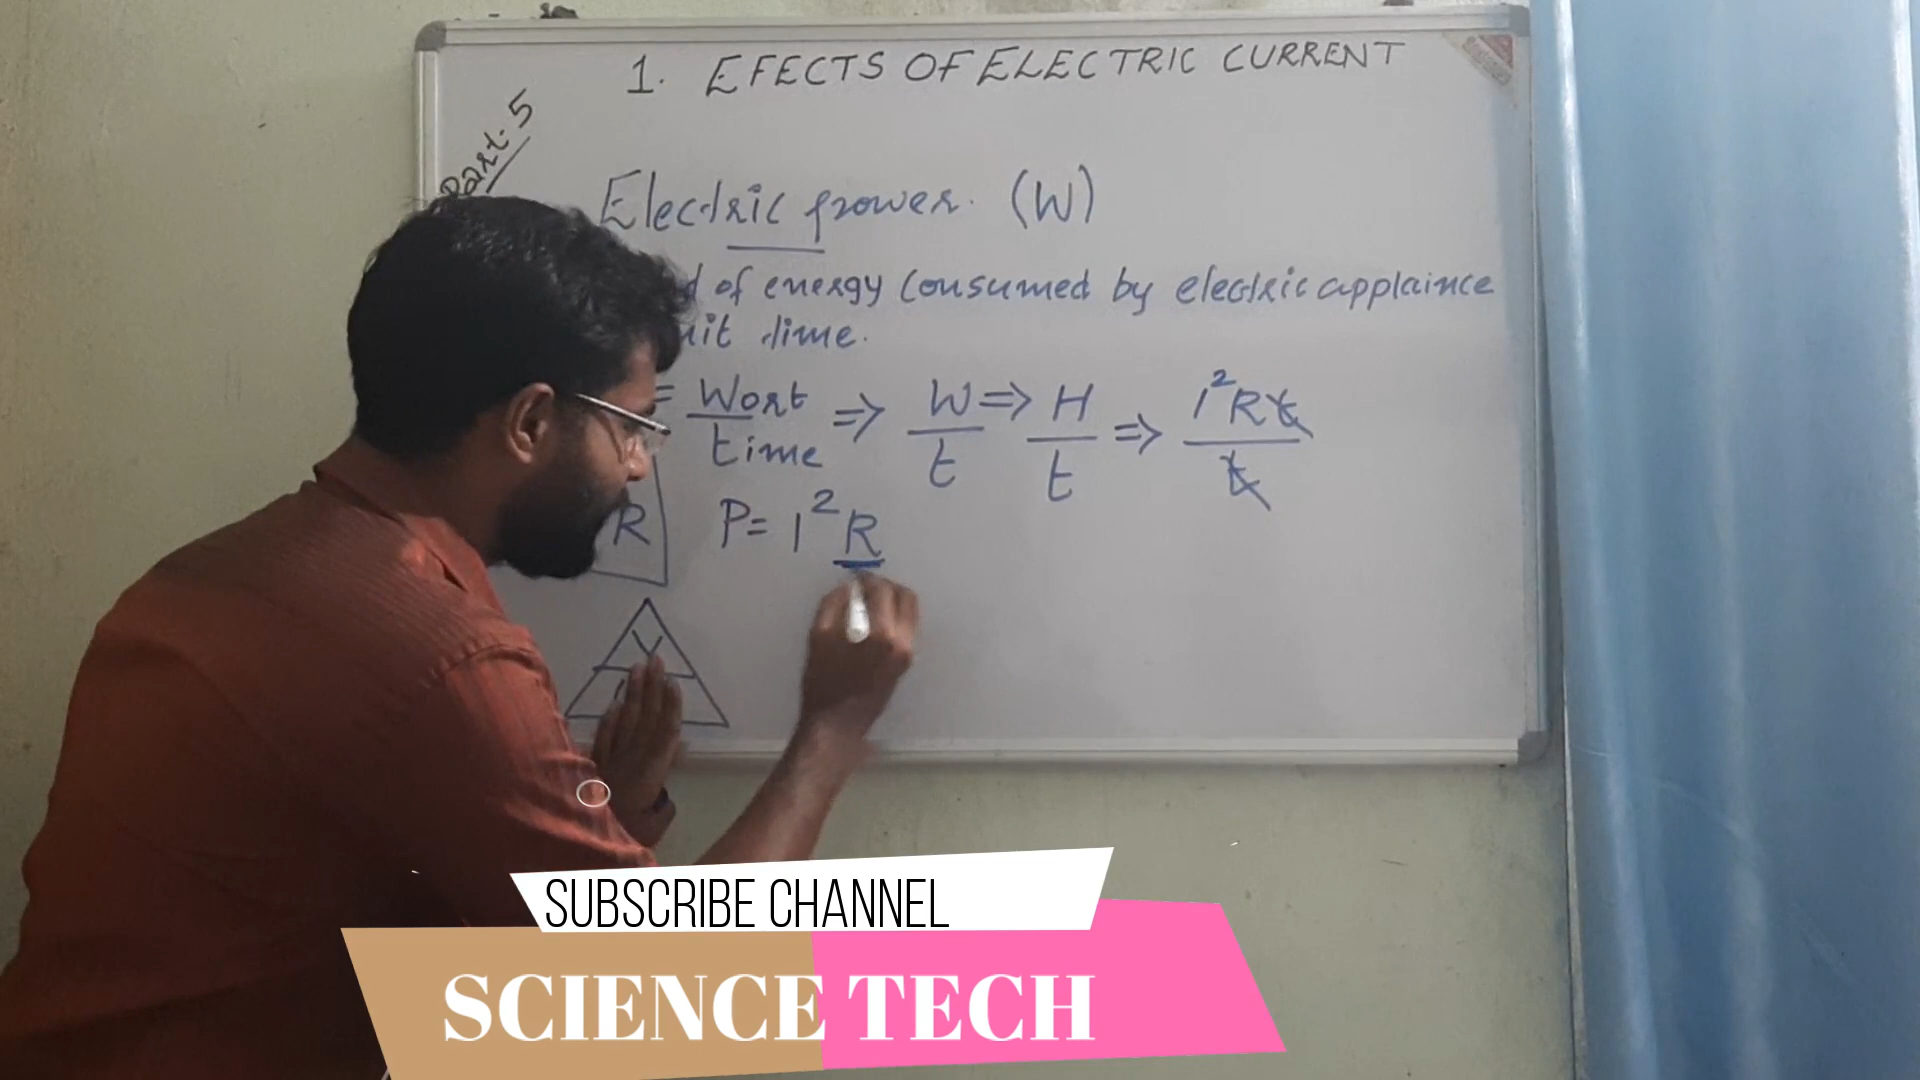 1. EFECTS OF ELECTRIC CURRENT
Part-5
Electric power. (W)
of energy consumed by electric applaince
time.
= Work/time => W/t => H/t => I²Rt/t
R P = I²R
V
SUBSCRIBE CHANNEL
SCIENCE TECH